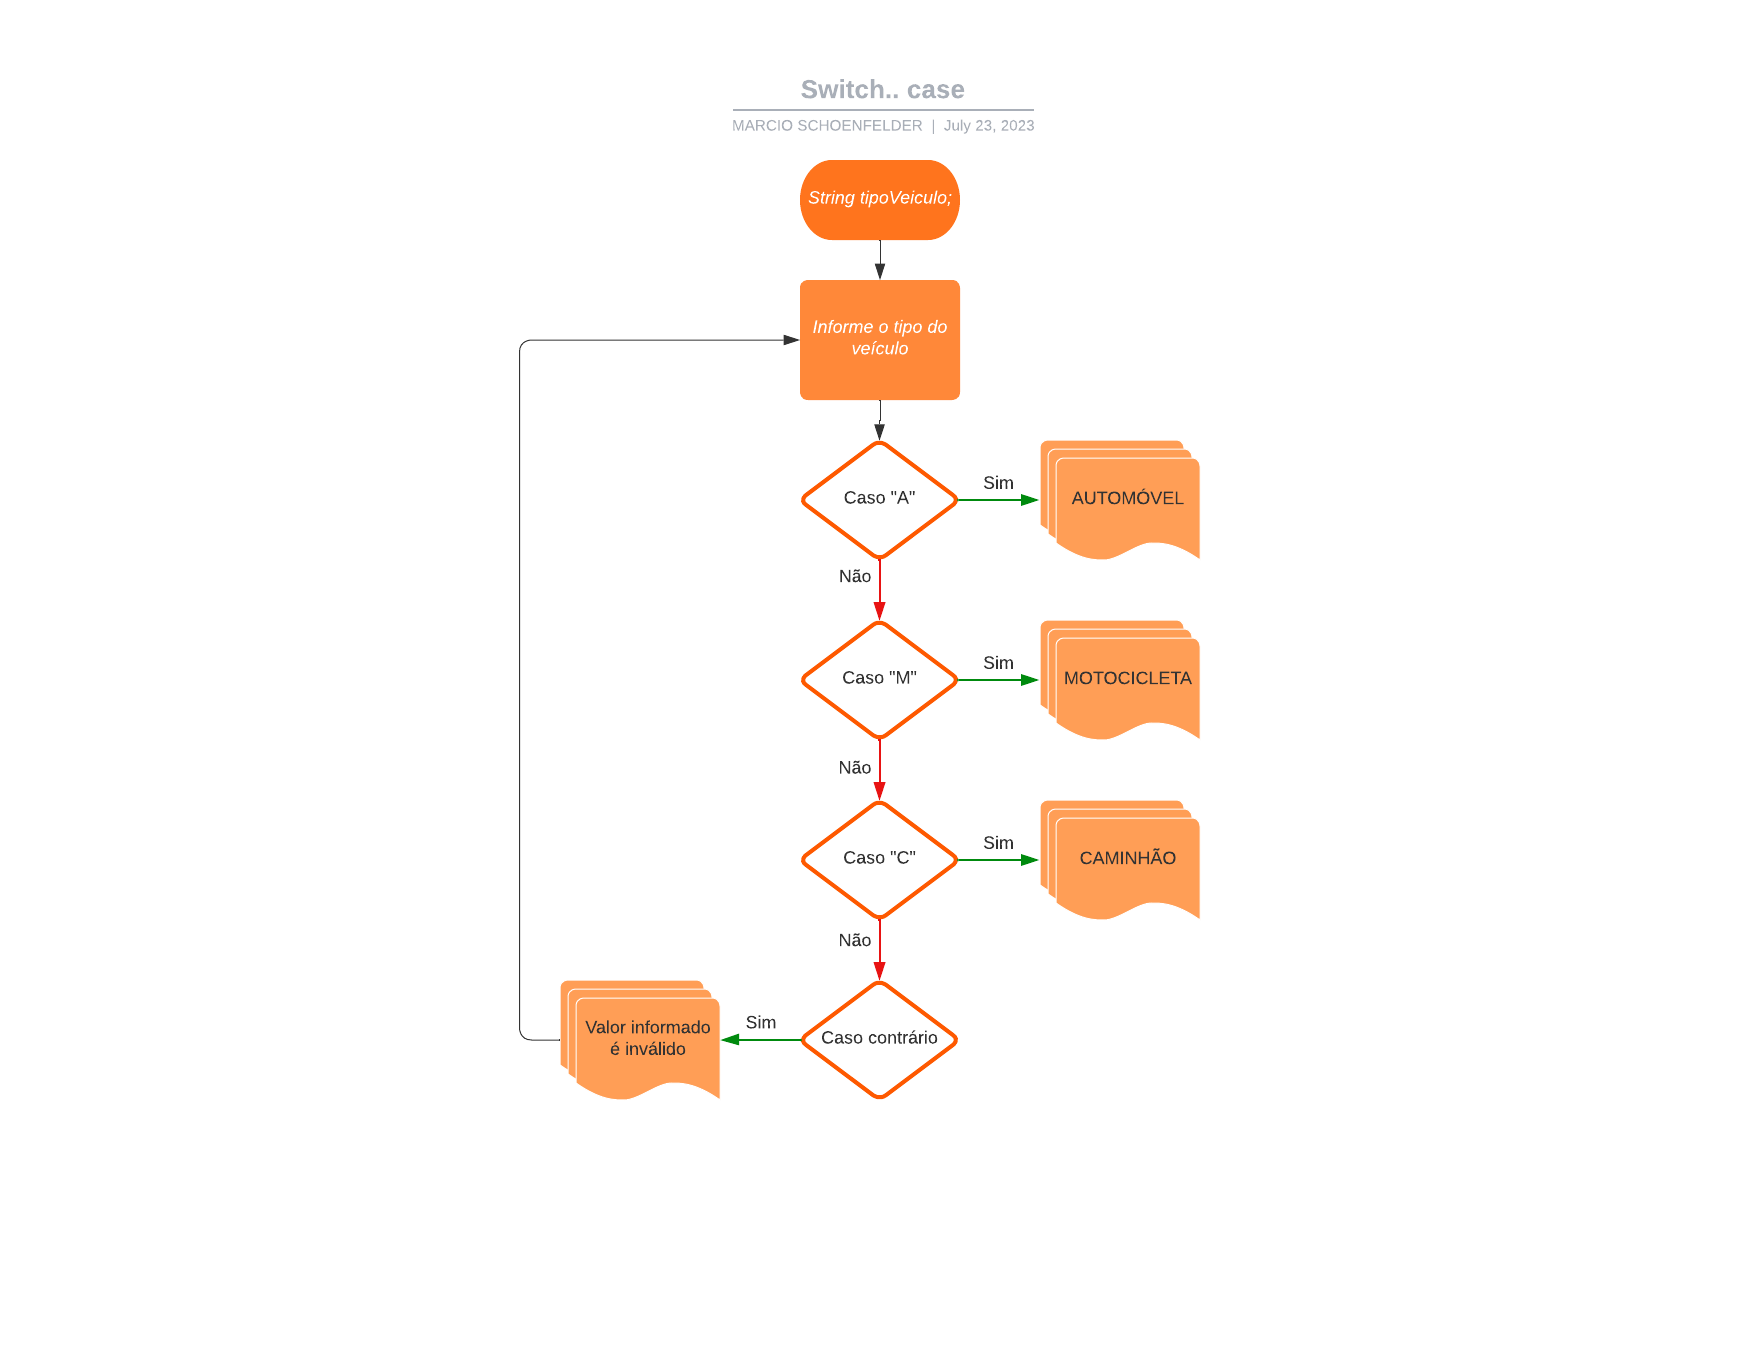 Switch.. case
MARCIO SCHOENFELDER | July 23, 2023
String tipoVeiculo;
Informe o tipo do
veículo
Caso "A"
Sim
AUTOMÓVEL
Não
Caso "M"
Sim
MOTOCICLETA
Não
Caso "C"
Sim
CAMINHÃO
Não
Caso contrário
Sim
Valor informado
é inválido